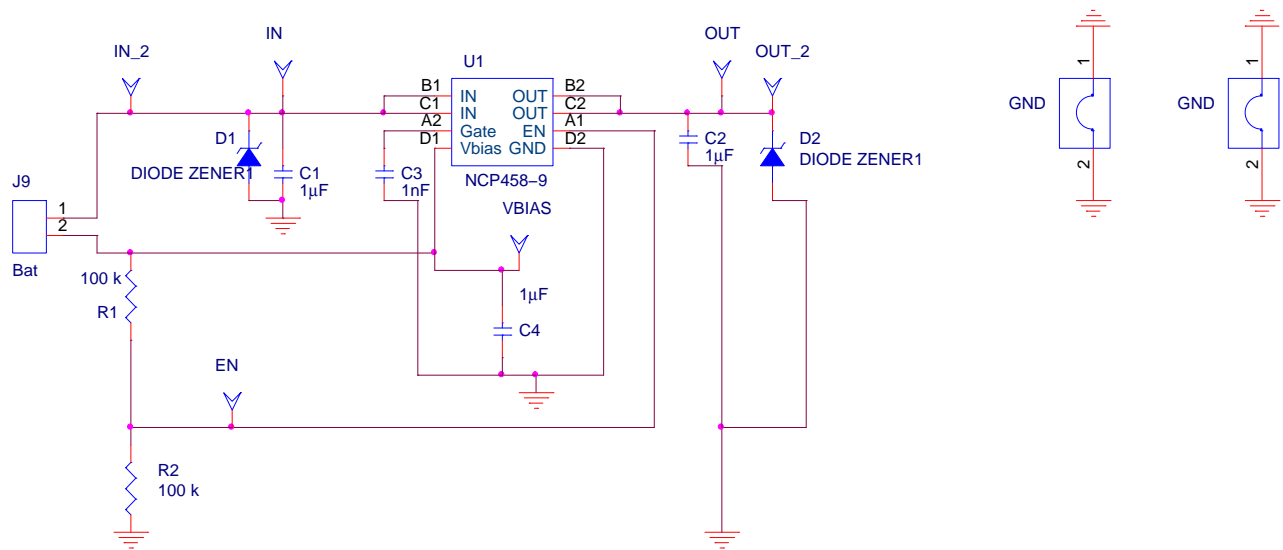 IN_2
IN
OUT
OUT_2
U1
B1
C1
A2
D1
IN
IN
Gate
Vbias
OUT
OUT
EN
GND
B2
C2
A1
D2
NCP458-9
D1
DIODE ZENER1
C1
1µF
C3
1nF
C2
1µF
D2
DIODE ZENER1
GND
1
2
GND
1
2
J9
1
2
Bat
VBIAS
100 k
R1
1µF
C4
EN
R2
100 k